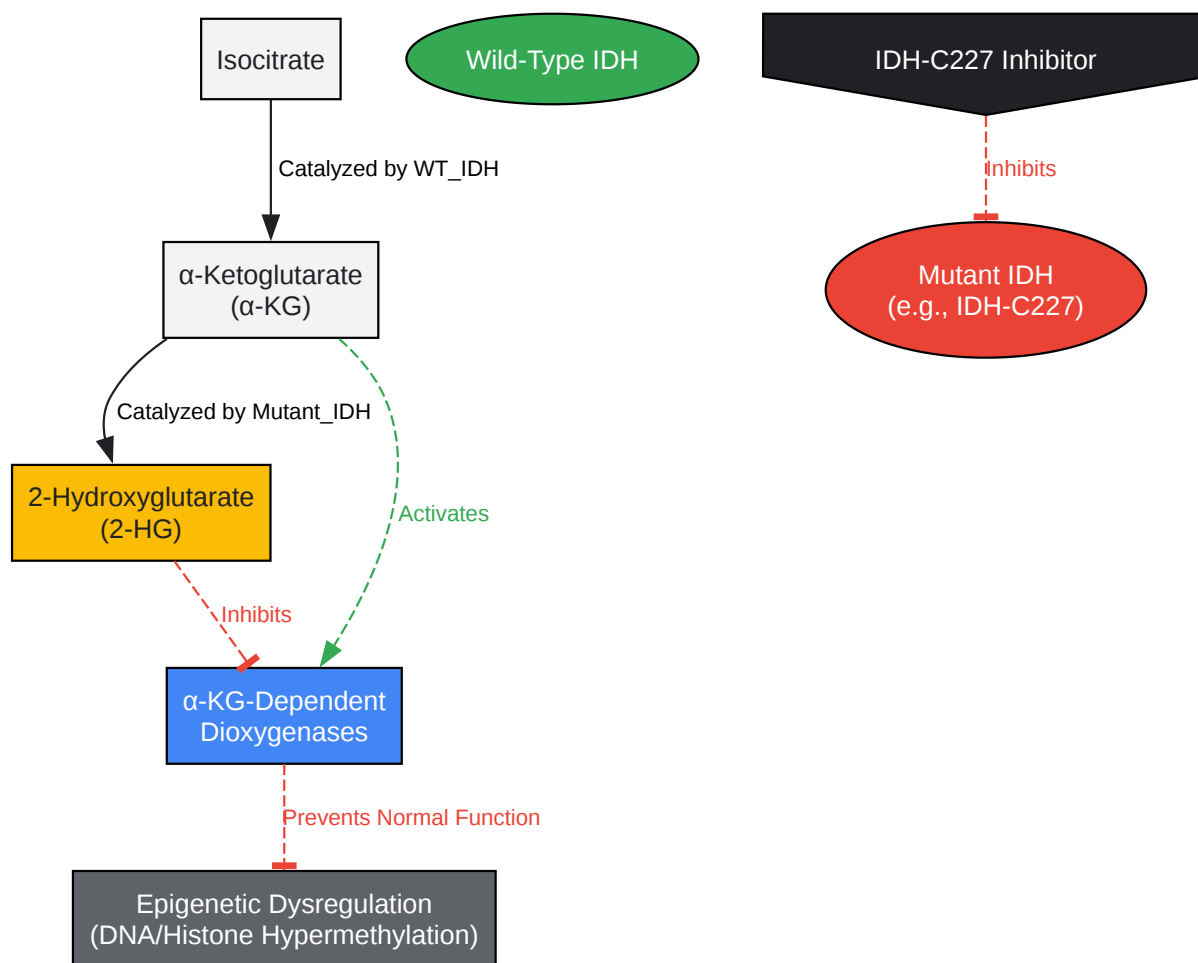 Isocitrate
Wild-Type IDH
IDH-C227 Inhibitor
Catalyzed by WT_IDH
Inhibits
α-Ketoglutarate
(α-KG)
Mutant IDH
(e.g., IDH-C227)
Catalyzed by Mutant_IDH
2-Hydroxyglutarate
(2-HG)
Activates
Inhibits
α-KG-Dependent
Dioxygenases
Prevents Normal Function
Epigenetic Dysregulation
(DNA/Histone Hypermethylation)